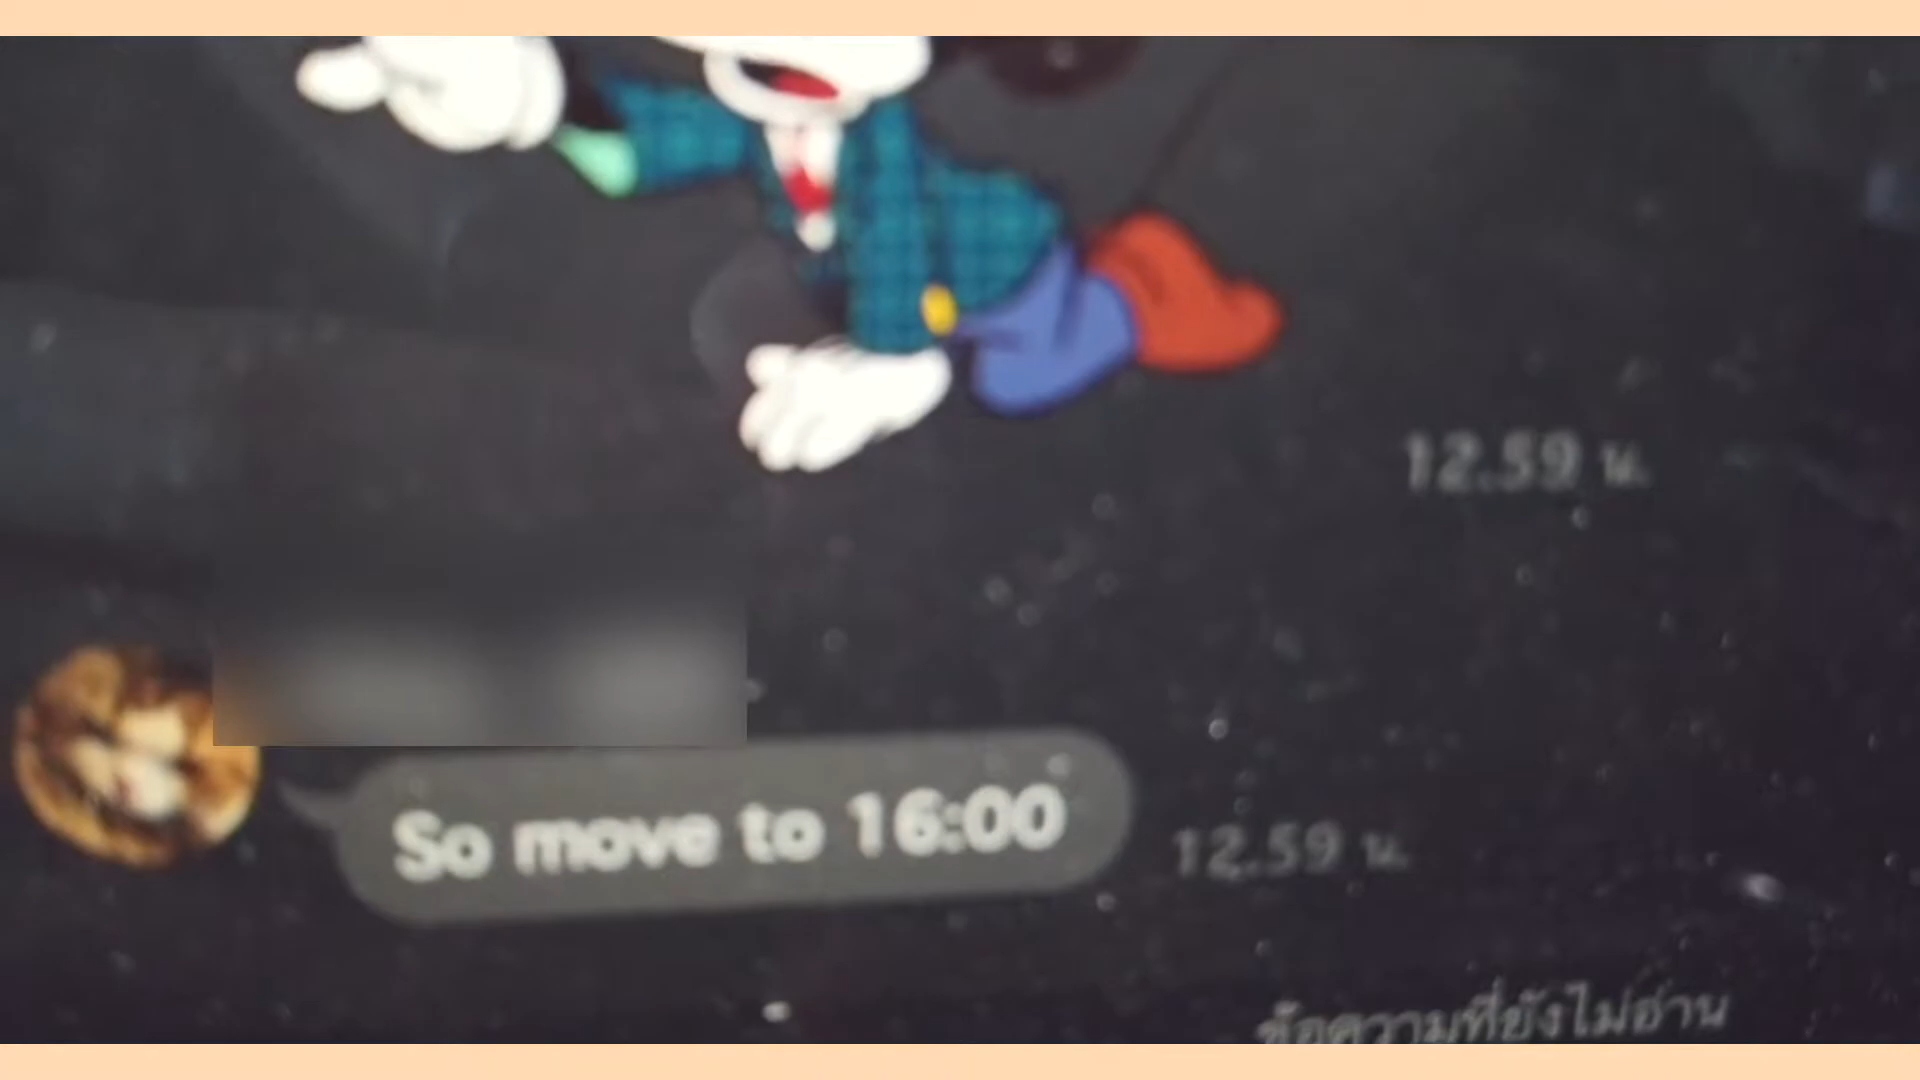 12.59 น.
So move to 16:00
12.59 น.
ข้อความที่ยังไม่อ่าน